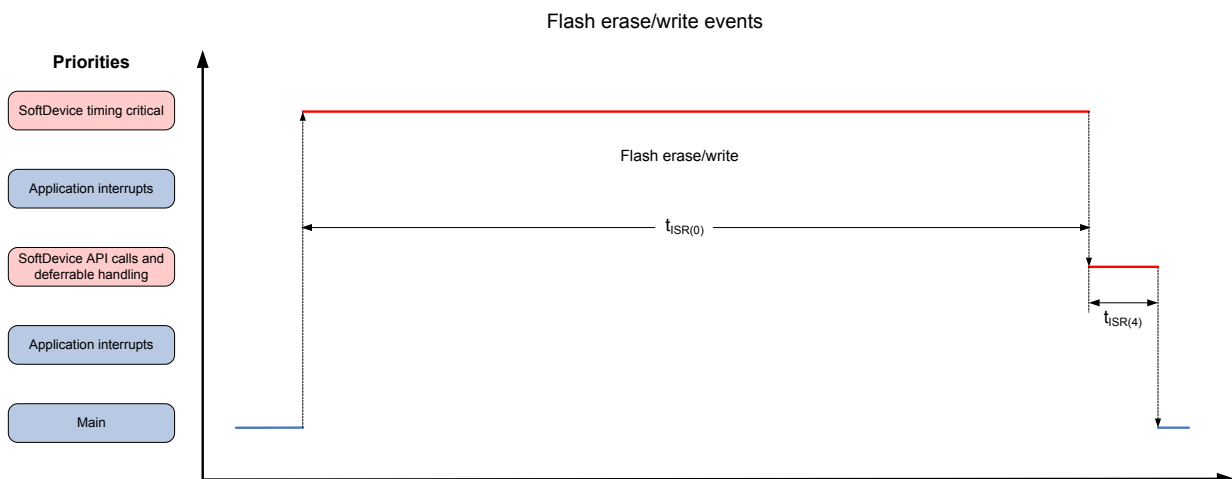 Flash erase/write events
Priorities
SoftDevice timing critical
Flash erase/write
Application interrupts
tISR(0)
SoftDevice API calls and
deferrable handling
tISR(4)
Application interrupts
Main